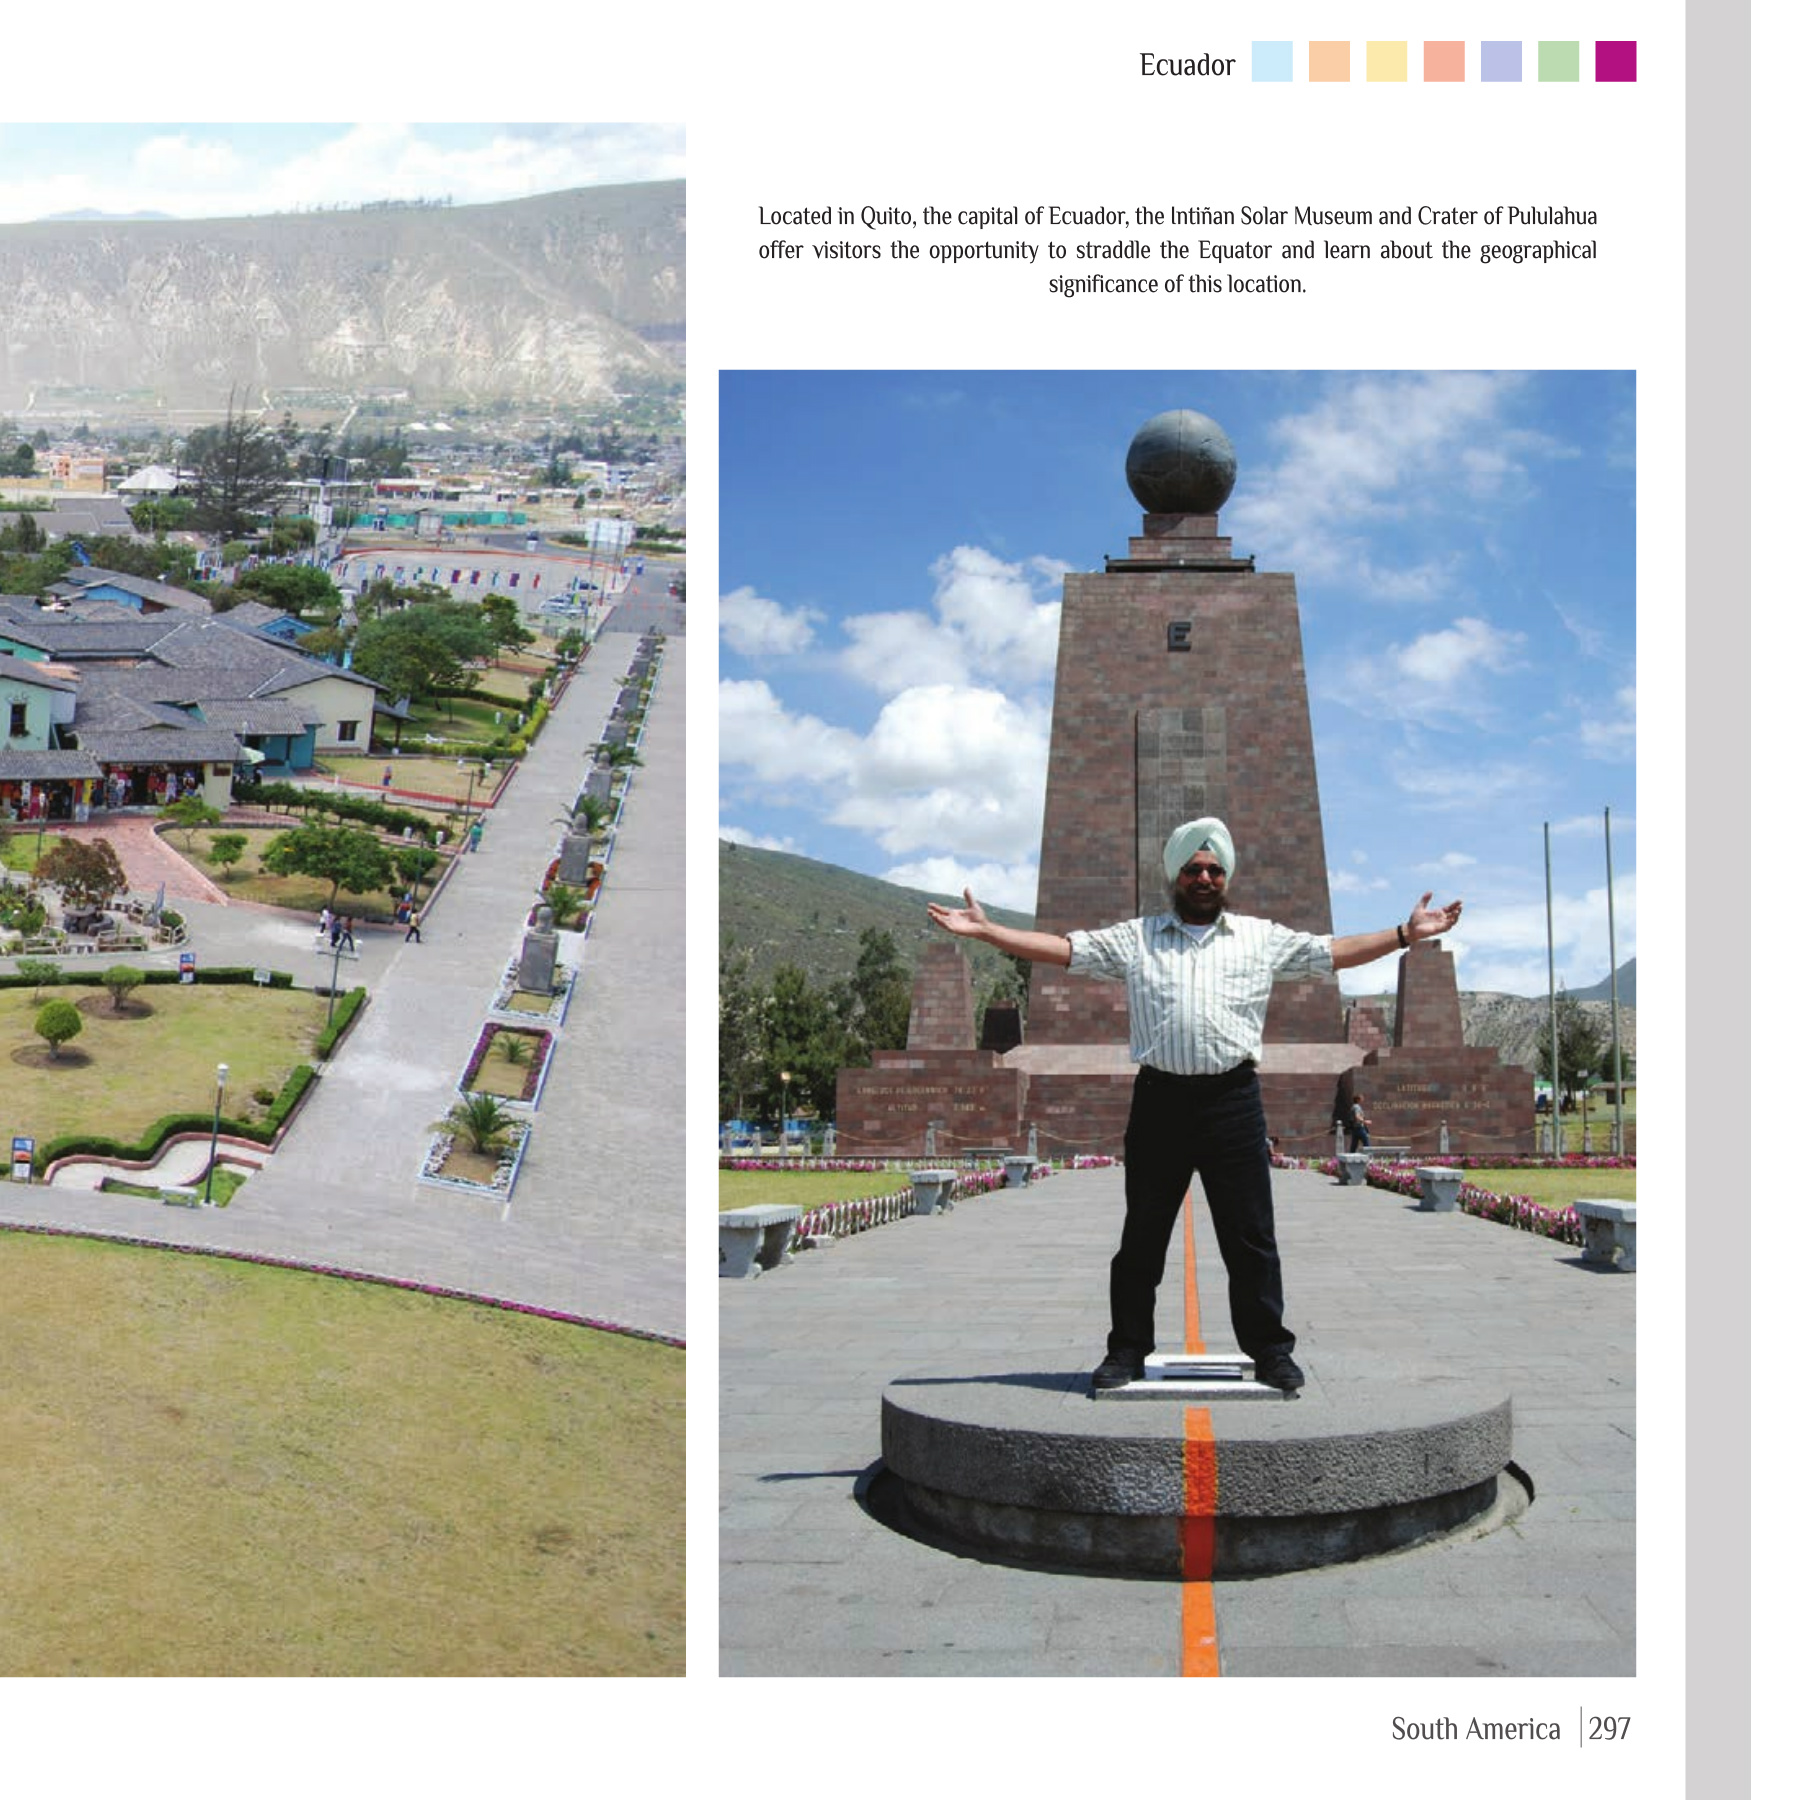 Ecuador
Located in Quito, the capital of Ecuador, the Intiñan Solar Museum and Crater of Pululahua
offer visitors the opportunity to straddle the Equator and learn about the geographical
significance of this location.
E
South America
297